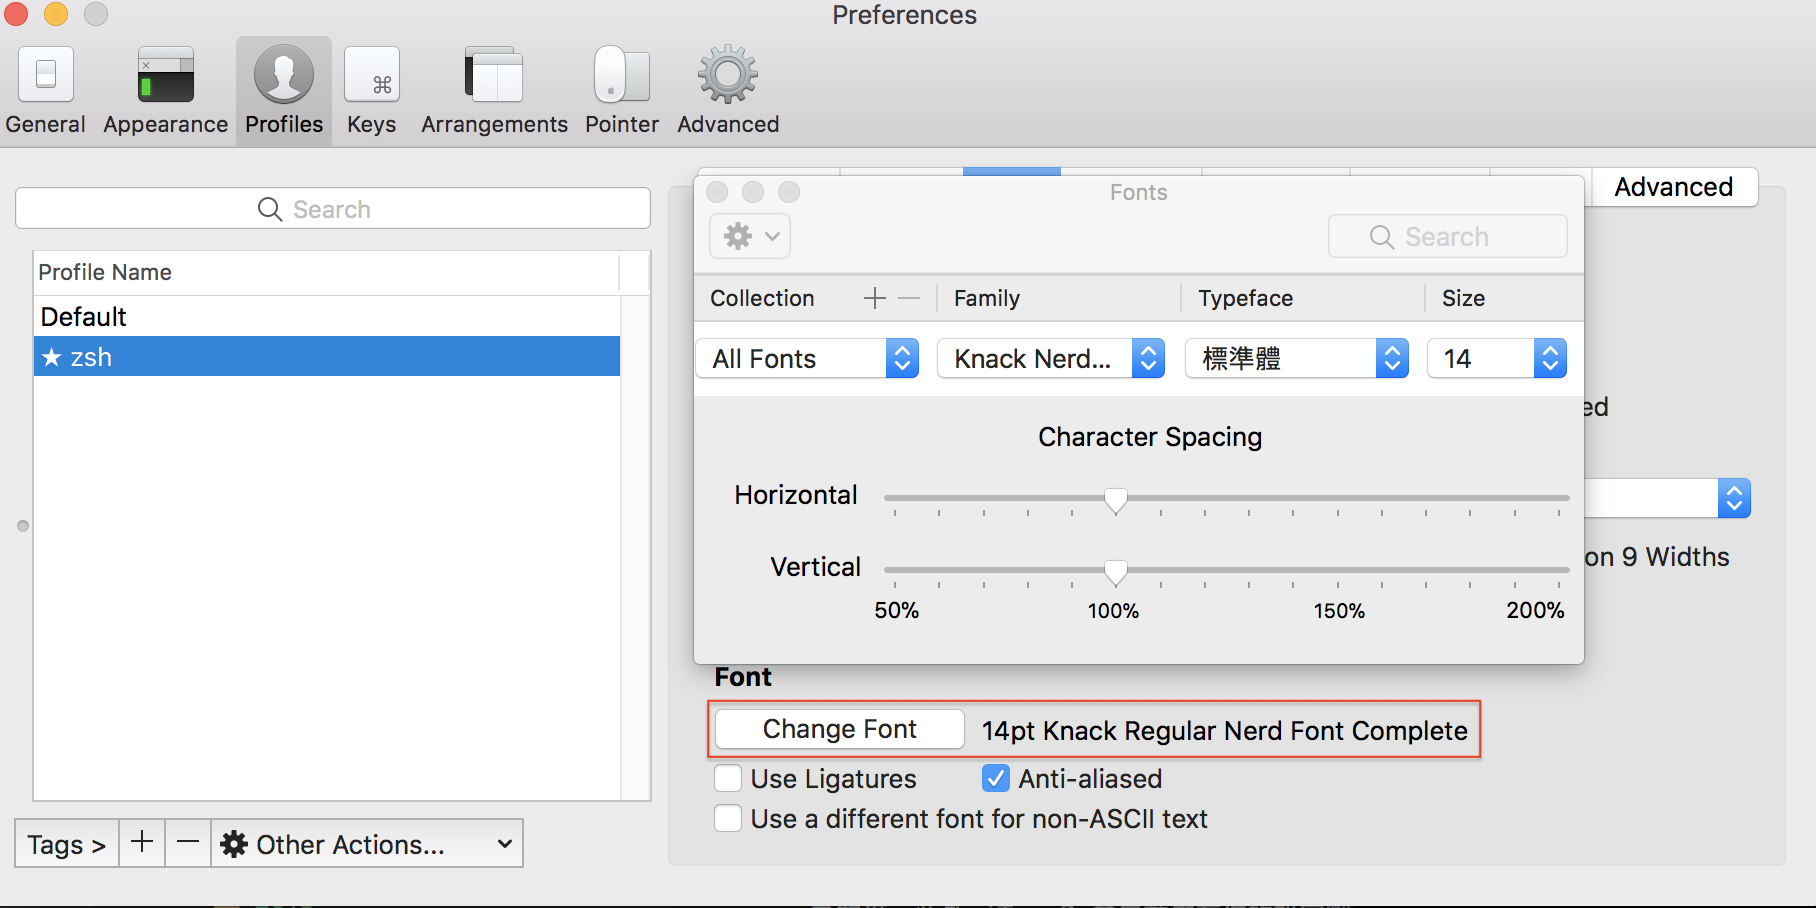 Preferences
General Appearance Profiles Keys Arrangements Pointer Advanced
Search
Profile Name
Default
★ zsh
Tags > + − Other Actions...
Advanced
Fonts
Search
Collection + − Family Typeface Size
All Fonts Knack Nerd... 標準體 14
Character Spacing
Horizontal
Vertical
50% 100% 150% 200%
ed
on 9 Widths
Font
Change Font 14pt Knack Regular Nerd Font Complete
Use Ligatures Anti-aliased
Use a different font for non-ASCII text